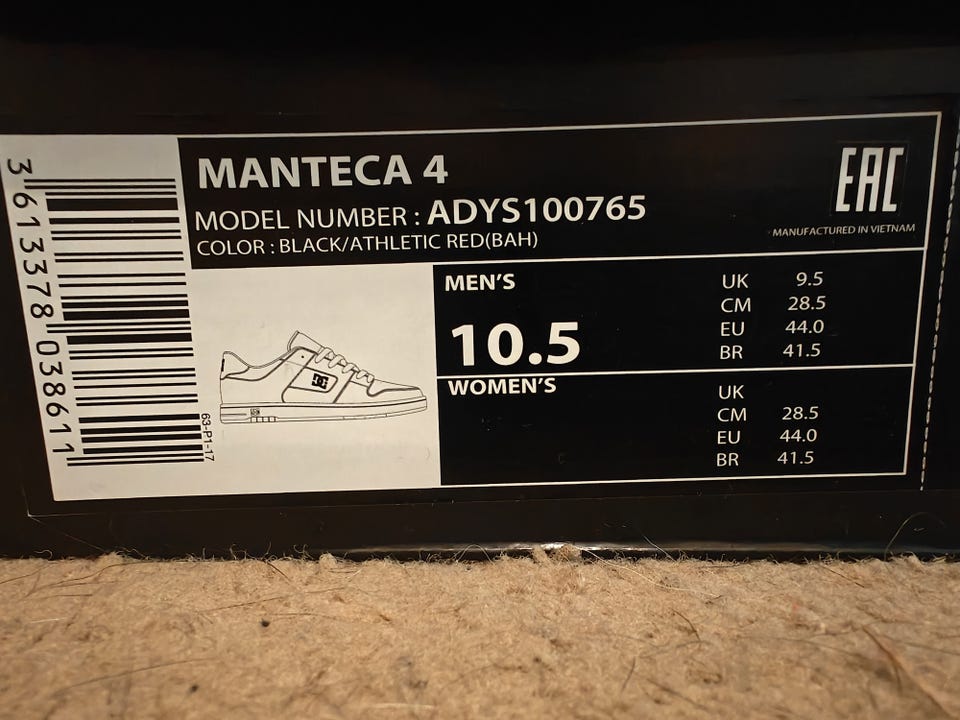 3 613378 038611
63-P1-17
MANTECA 4
MODEL NUMBER : ADYS100765
COLOR : BLACK/ATHLETIC RED(BAH)
EAC
MANUFACTURED IN VIETNAM
MEN'S
10.5
UK 9.5
CM 28.5
EU 44.0
BR 41.5
WOMEN'S
UK
CM 28.5
EU 44.0
BR 41.5